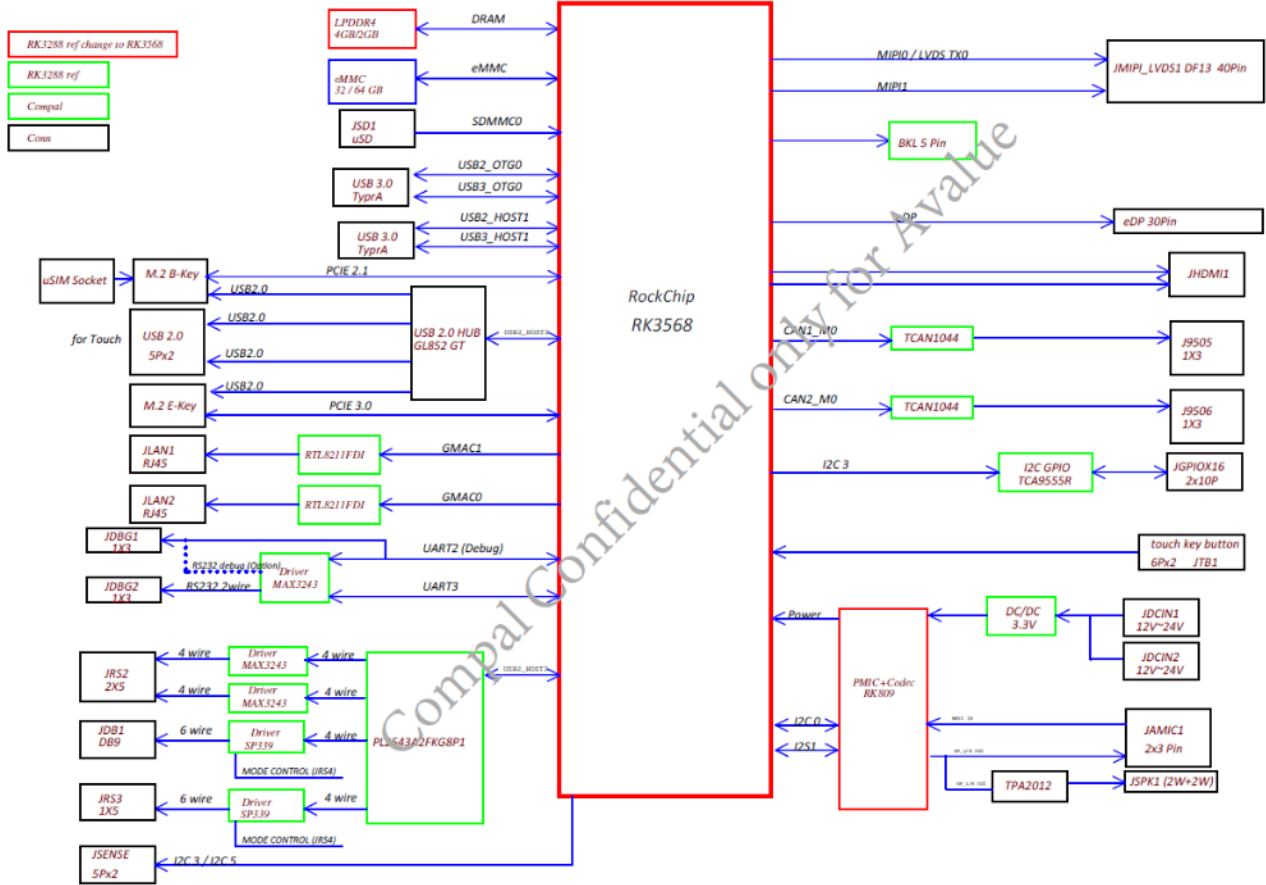 RK3288 ref change to RK3568
RK3288 ref
Compal
Conn
LPDDR4
4GB/2GB
DRAM
eMMC
32 / 64 GB
eMMC
JSD1
uSD
SDMMC0
USB 3.0
TyprA
USB2_OTG0
USB3_OTG0
USB 3.0
TyprA
USB2_HOST1
USB3_HOST1
uSIM Socket
M.2 B-Key
PCIE 2.1
USB2.0
for Touch
USB 2.0
5Px2
USB2.0
USB2.0
USB2.0
USB 2.0 HUB
GL852 GT
M.2 E-Key
PCIE 3.0
JLAN1
RJ45
RTL8211FDI
GMAC1
JLAN2
RJ45
RTL8211FDI
GMAC0
JDBG1
1X3
RS232 debug (Option)
JDBG2
1X3
RS232 2wire
Driver
MAX3243
UART2 (Debug)
UART3
JRS2
2X5
4 wire
Driver
MAX3243
4 wire
4 wire
Driver
MAX3243
4 wire
JDB1
DB9
6 wire
Driver
SP339
4 wire
MODE CONTROL (JRS4)
JRS3
1X5
6 wire
Driver
SP339
4 wire
MODE CONTROL (JRS4)
JSENSE
5Px2
I2C 3 / I2C 5
RockChip
RK3568
MIPI0 / LVDS TX0
MIPI1
JMIPI_LVDS1 DF13 40Pin
BKL 5 Pin
eDP 30Pin
JHDMI1
CAN1_M0
TCAN1044
J9505
1X3
CAN2_M0
TCAN1044
J9506
1X3
I2C 3
I2C GPIO
TCA9555R
JGPIOX16
2x10P
touch key button
6Px2 JTB1
Power
PMIC+Codec
RK809
DC/DC
3.3V
JDCIN1
12V~24V
JDCIN2
12V~24V
I2C 0
I2S1
JAMIC1
2x3 Pin
TPA2012
JSPK1 (2W+2W)
Compal Confidential only for Avalue